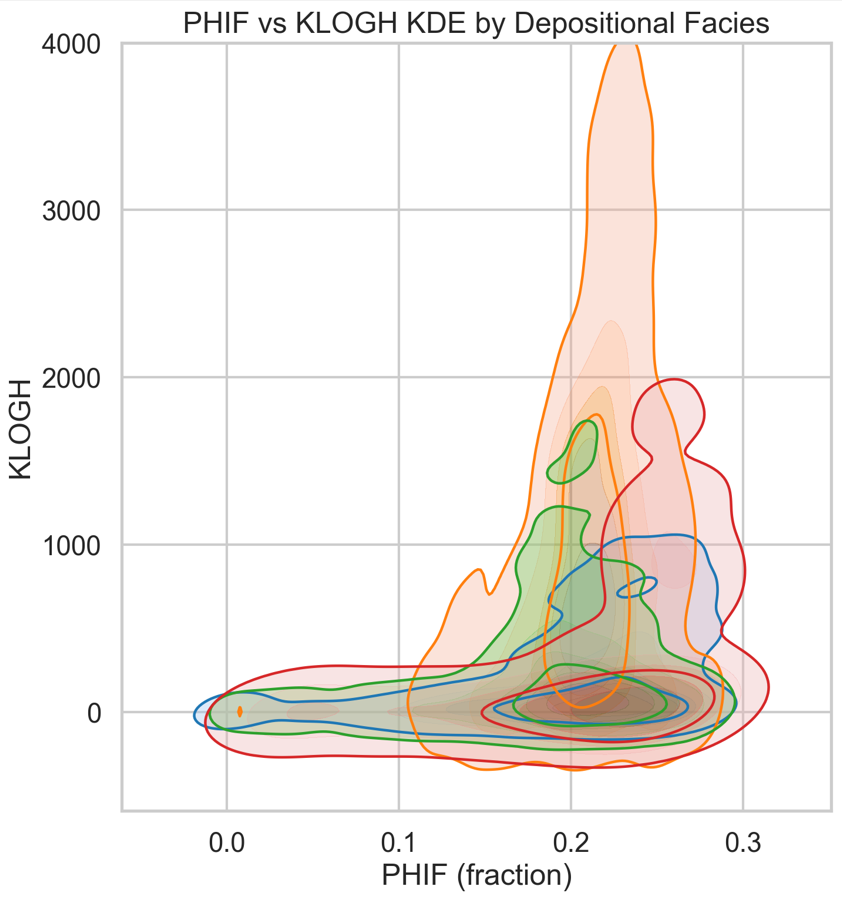 PHIF vs KLOGH KDE by Depositional Facies
4000
3000
2000
1000
0
KLOGH
0.0 0.1 0.2 0.3
PHIF (fraction)